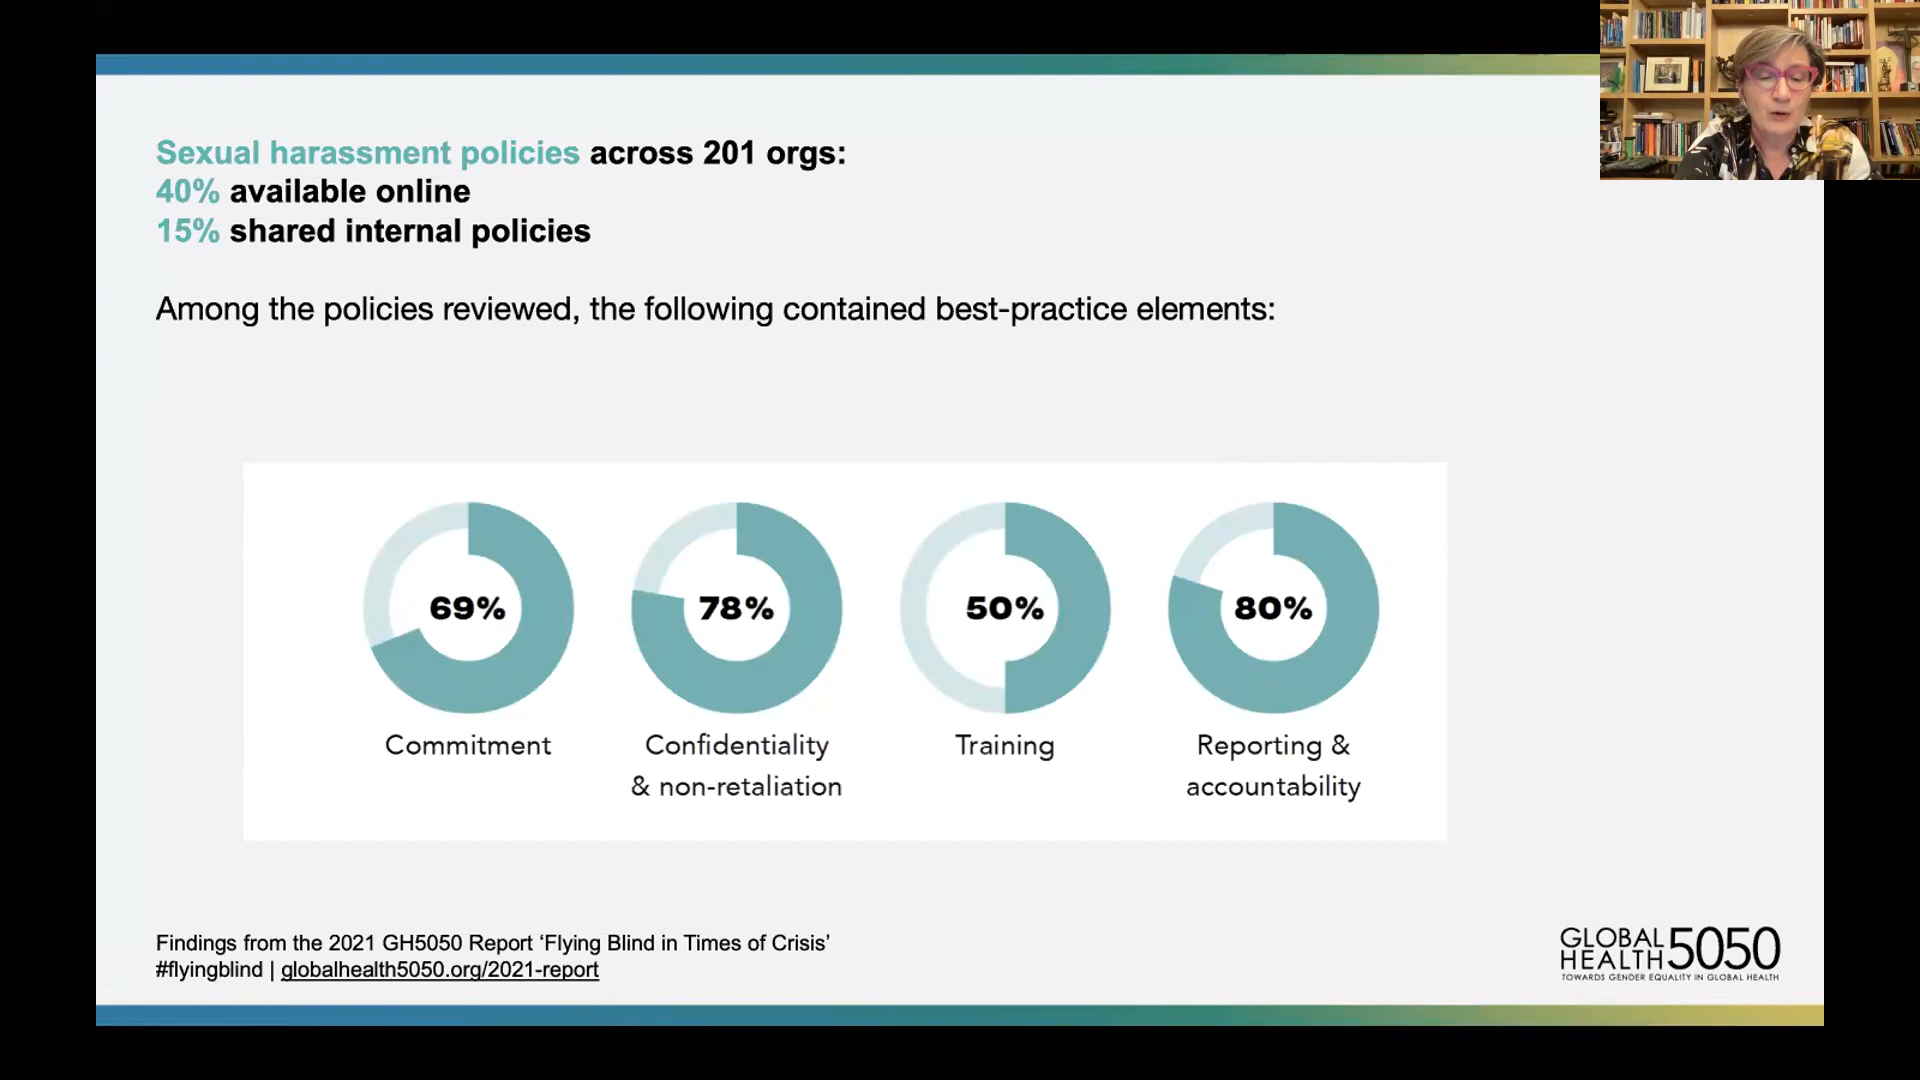 Sexual harassment policies across 201 orgs:
40% available online
15% shared internal policies
Among the policies reviewed, the following contained best-practice elements:
69%
Commitment
78%
Confidentiality
& non-retaliation
50%
Training
80%
Reporting &
accountability
Findings from the 2021 GH5050 Report ‘Flying Blind in Times of Crisis’
#flyingblind | globalhealth5050.org/2021-report
GLOBAL
HEALTH 5050
TOWARDS GENDER EQUALITY IN GLOBAL HEALTH